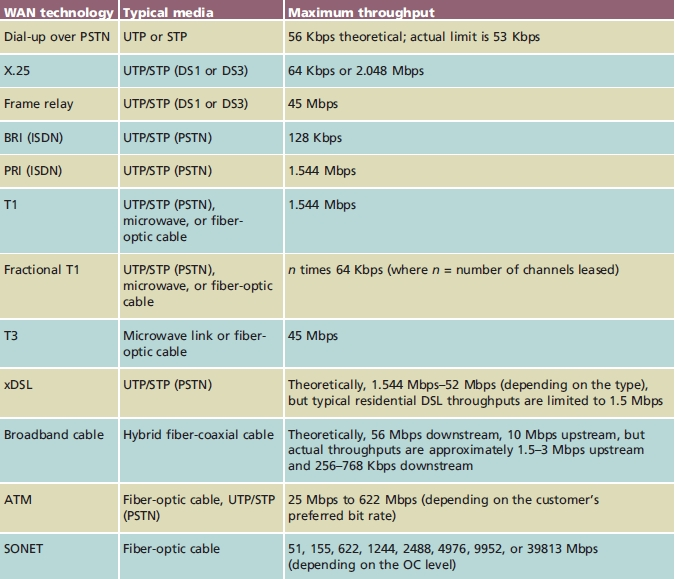 WAN technology Typical media Maximum throughput
Dial-up over PSTN UTP or STP 56 Kbps theoretical; actual limit is 53 Kbps
X.25 UTP/STP (DS1 or DS3) 64 Kbps or 2.048 Mbps
Frame relay UTP/STP (DS1 or DS3) 45 Mbps
BRI (ISDN) UTP/STP (PSTN) 128 Kbps
PRI (ISDN) UTP/STP (PSTN) 1.544 Mbps
T1 UTP/STP (PSTN), 1.544 Mbps
microwave, or fiber-
optic cable
Fractional T1 UTP/STP (PSTN), n times 64 Kbps (where n = number of channels leased)
microwave, or fiber-optic
cable
T3 Microwave link or fiber- 45 Mbps
optic cable
xDSL UTP/STP (PSTN) Theoretically, 1.544 Mbps–52 Mbps (depending on the type),
but typical residential DSL throughputs are limited to 1.5 Mbps
Broadband cable Hybrid fiber-coaxial cable Theoretically, 56 Mbps downstream, 10 Mbps upstream, but
actual throughputs are approximately 1.5–3 Mbps upstream
and 256–768 Kbps downstream
ATM Fiber-optic cable, UTP/STP 25 Mbps to 622 Mbps (depending on the customer's
(PSTN) preferred bit rate)
SONET Fiber-optic cable 51, 155, 622, 1244, 2488, 4976, 9952, or 39813 Mbps
(depending on the OC level)